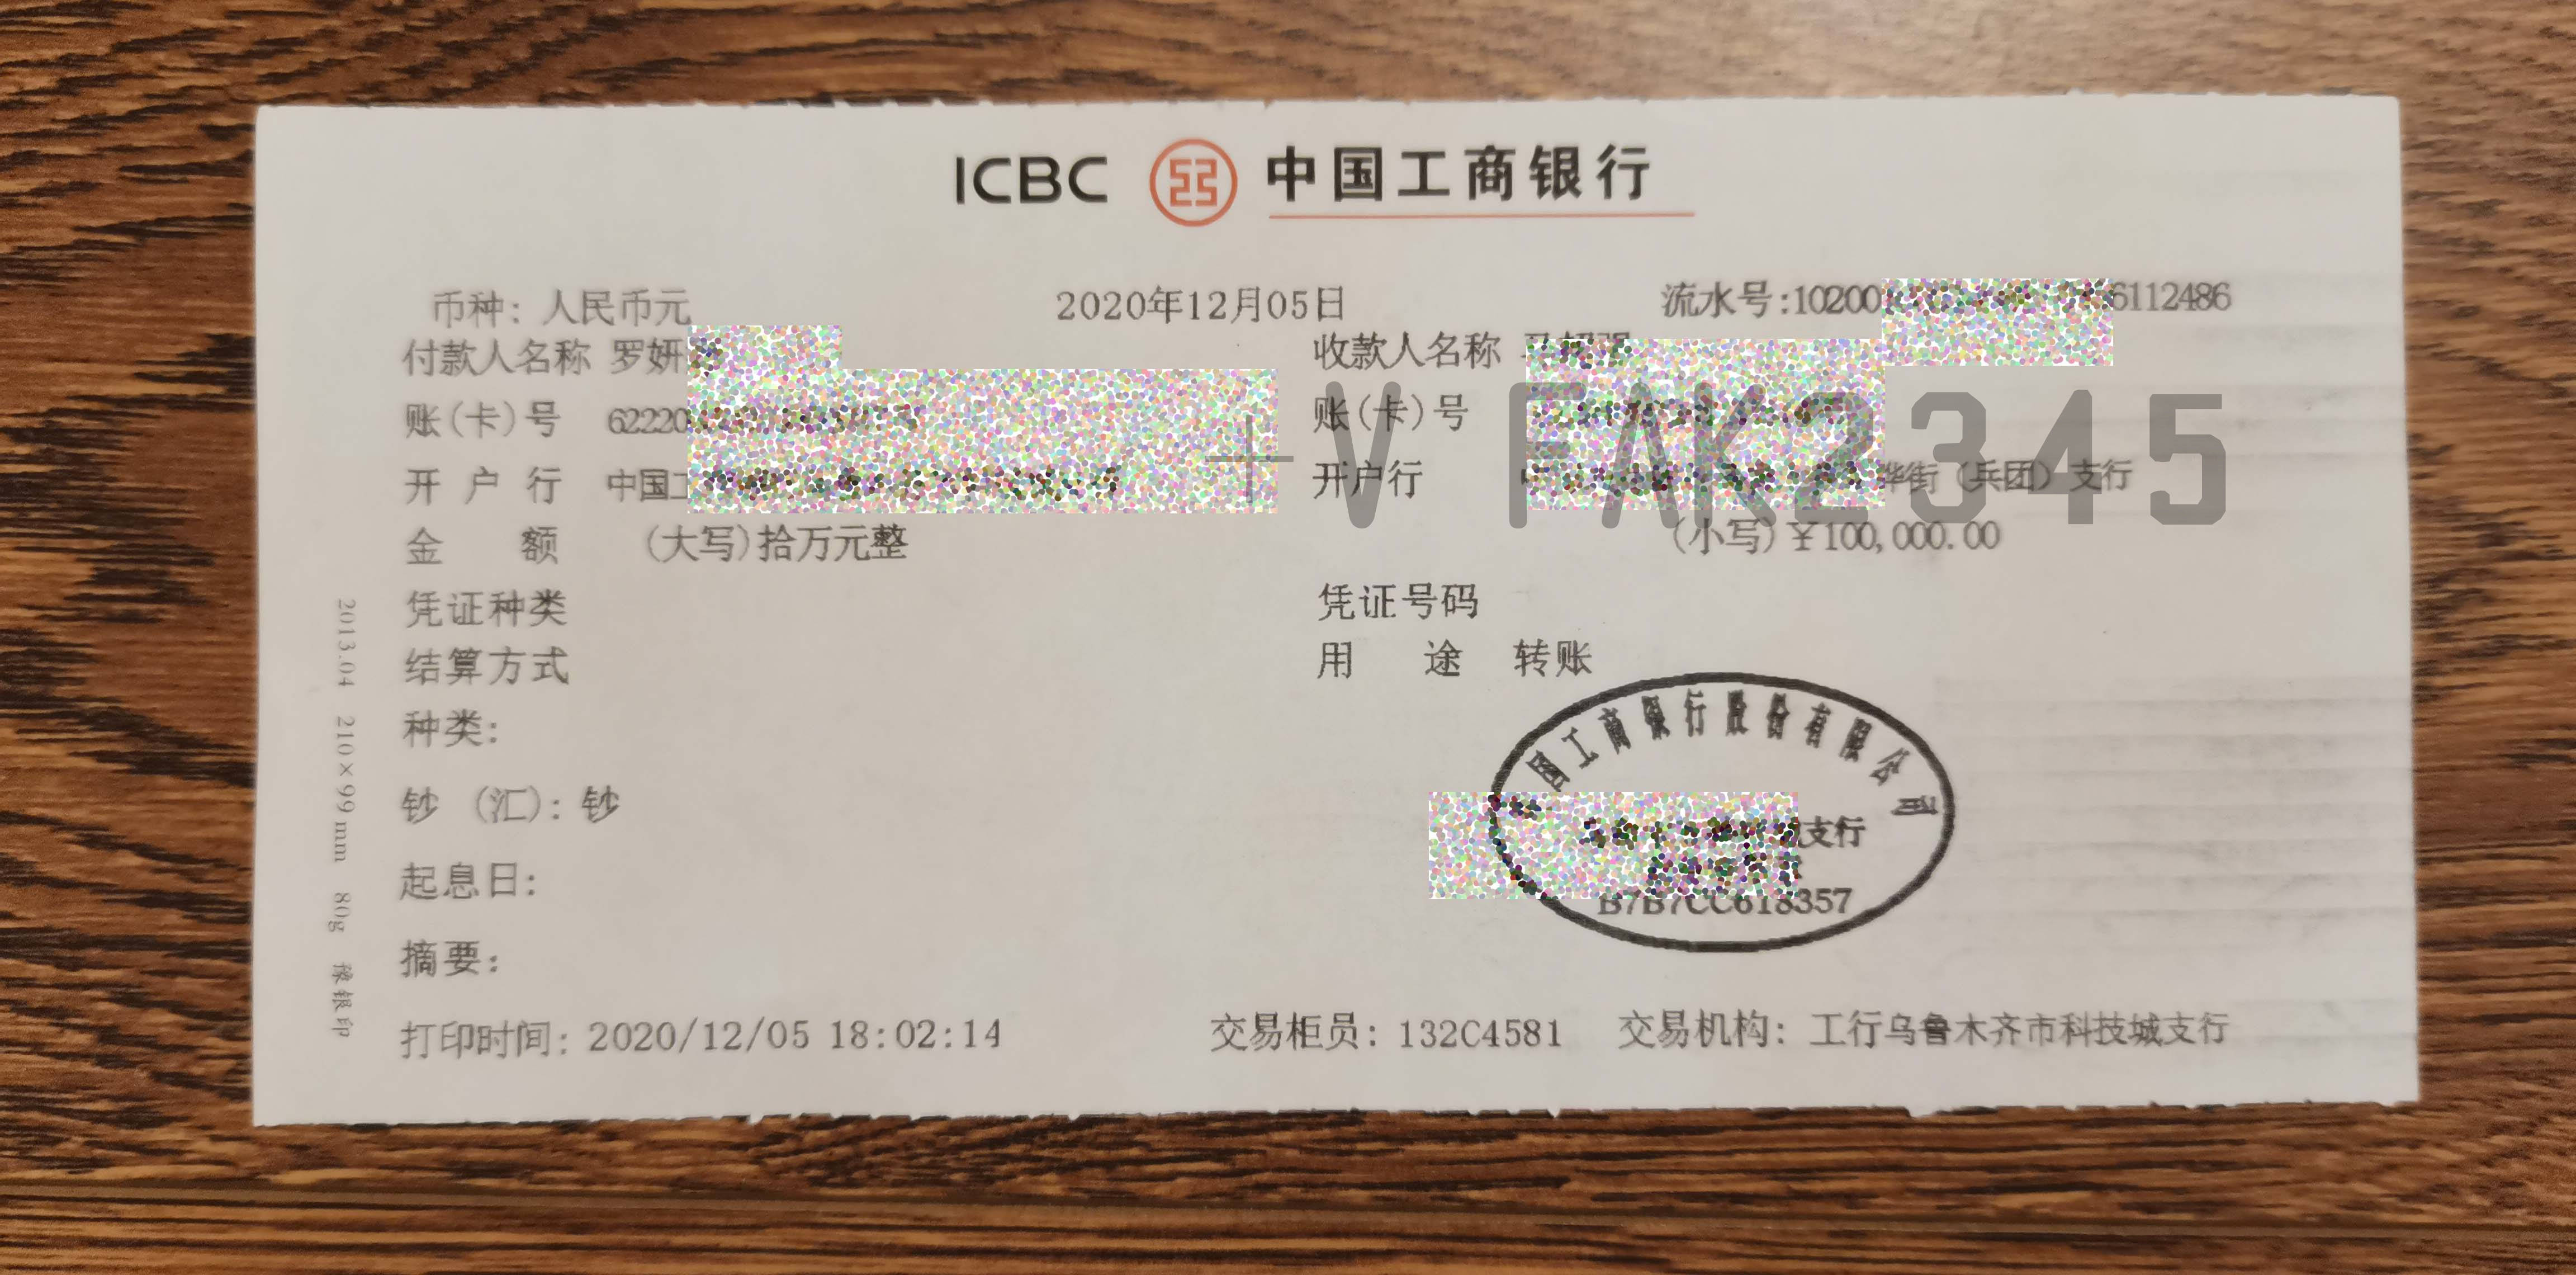 ICBC 中国工商银行
币种：人民币元 2020年12月05日 流水号:10200 6112486
付款人名称 罗妍 收款人名称
账(卡)号 62220 账(卡)号
开户行 中国工 开户行 华街（兵团）支行
+V FAK2345
金额 (大写)拾万元整 (小写)￥100,000.00
凭证种类 凭证号码
结算方式 用途 转账
种类：
钞（汇）：钞
起息日：
摘要：
国工商银行股份有限公司
支行
B7B7CC618357
打印时间：2020/12/05 18:02:14 交易柜员：132C4581 交易机构：工行乌鲁木齐市科技城支行
2013.04 210×99mm 80g 豫银印